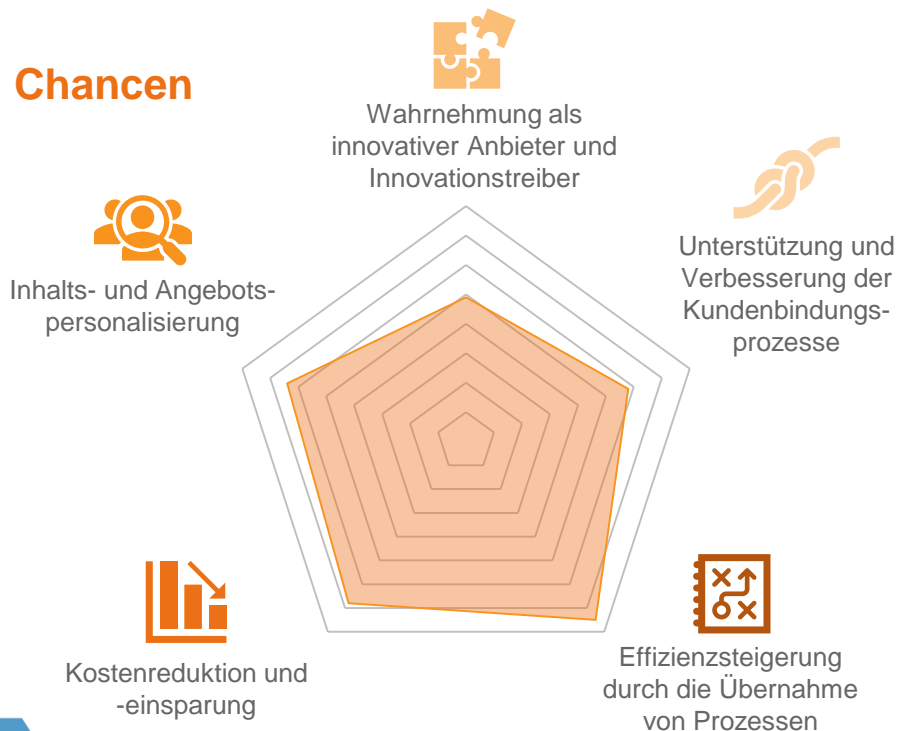 Chancen
Wahrnehmung als
innovativer Anbieter und
Innovationstreiber
Unterstützung und
Verbesserung der
Kundenbindungs-
prozesse
Inhalts- und Angebots-
personalisierung
Kostenreduktion und
-einsparung
Effizienzsteigerung
durch die Übernahme
von Prozessen